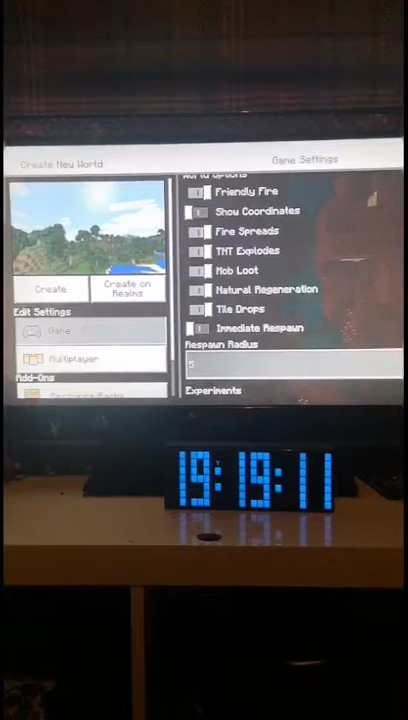 Create New World
Game Settings
World Options
Friendly Fire
Show Coordinates
Fire Spreads
TNT Explodes
Mob Loot
Natural Regeneration
Tile Drops
Immediate Respawn
Respawn Radius
5
Experiments
Create
Create on
Realms
Edit Settings
Game
Multiplayer
Add-Ons
19:19:11